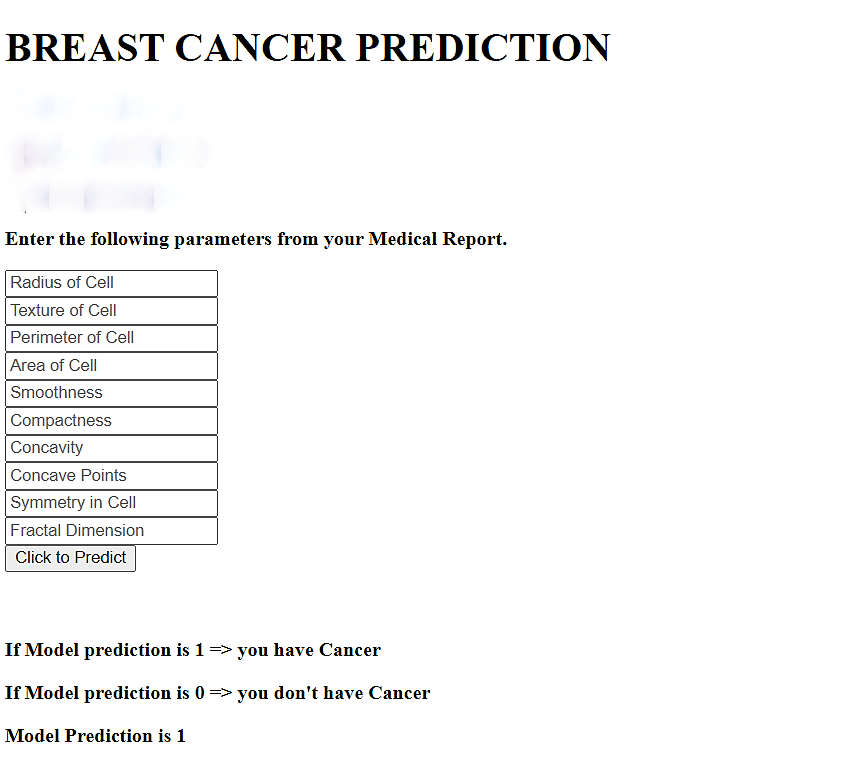 BREAST CANCER PREDICTION
Enter the following parameters from your Medical Report.
Radius of Cell
Texture of Cell
Perimeter of Cell
Area of Cell
Smoothness
Compactness
Concavity
Concave Points
Symmetry in Cell
Fractal Dimension
Click to Predict
If Model prediction is 1 => you have Cancer
If Model prediction is 0 => you don't have Cancer
Model Prediction is 1